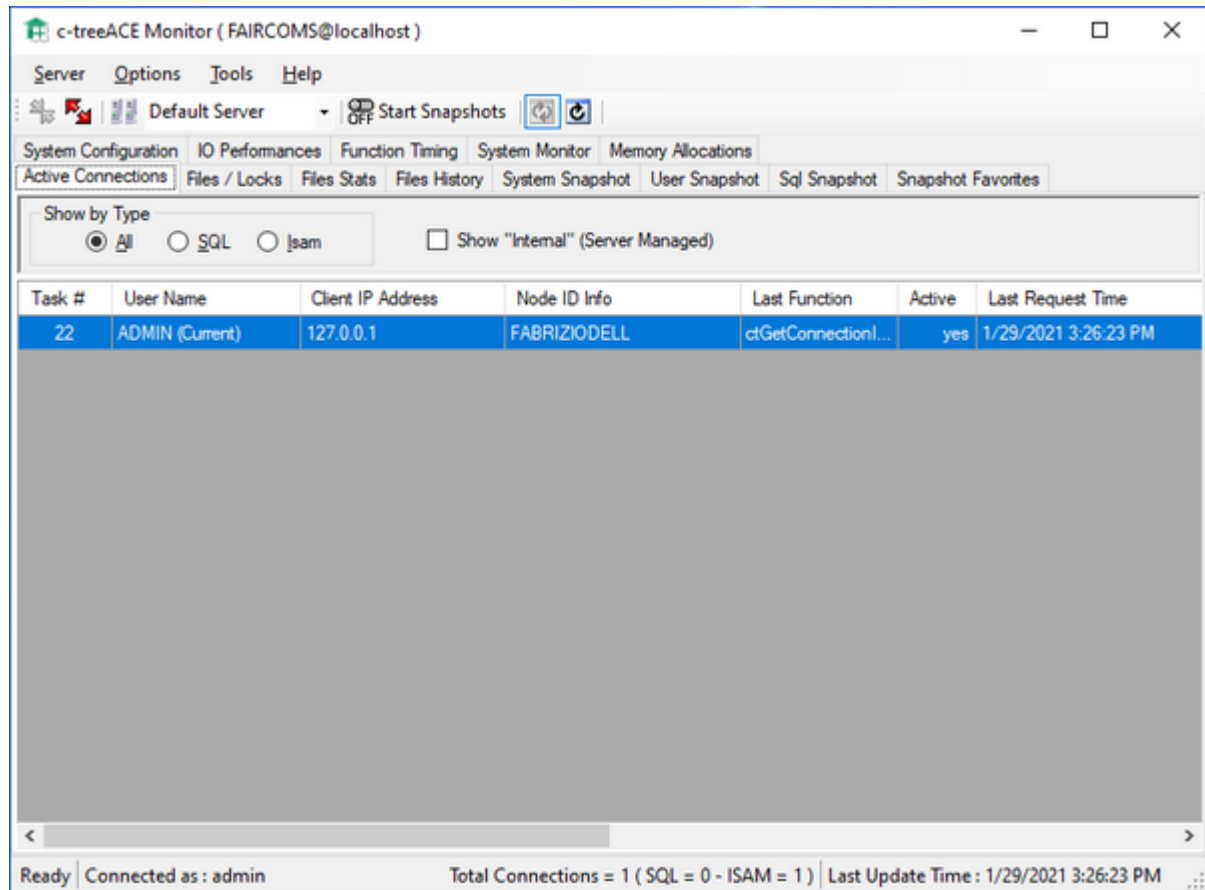 c-treeACE Monitor ( FAIRCOMS@localhost )
Server Options Tools Help
Default Server OFF Start Snapshots
System Configuration IO Performances Function Timing System Monitor Memory Allocations
Active Connections Files / Locks Files Stats Files History System Snapshot User Snapshot Sql Snapshot Snapshot Favorites
Show by Type
All SQL Isam Show "Internal" (Server Managed)
Task # User Name Client IP Address Node ID Info Last Function Active Last Request Time
22 ADMIN (Current) 127.0.0.1 FABRIZIODELL ctGetConnectionI... yes 1/29/2021 3:26:23 PM
Ready Connected as : admin Total Connections = 1 ( SQL = 0 - ISAM = 1 ) Last Update Time : 1/29/2021 3:26:23 PM